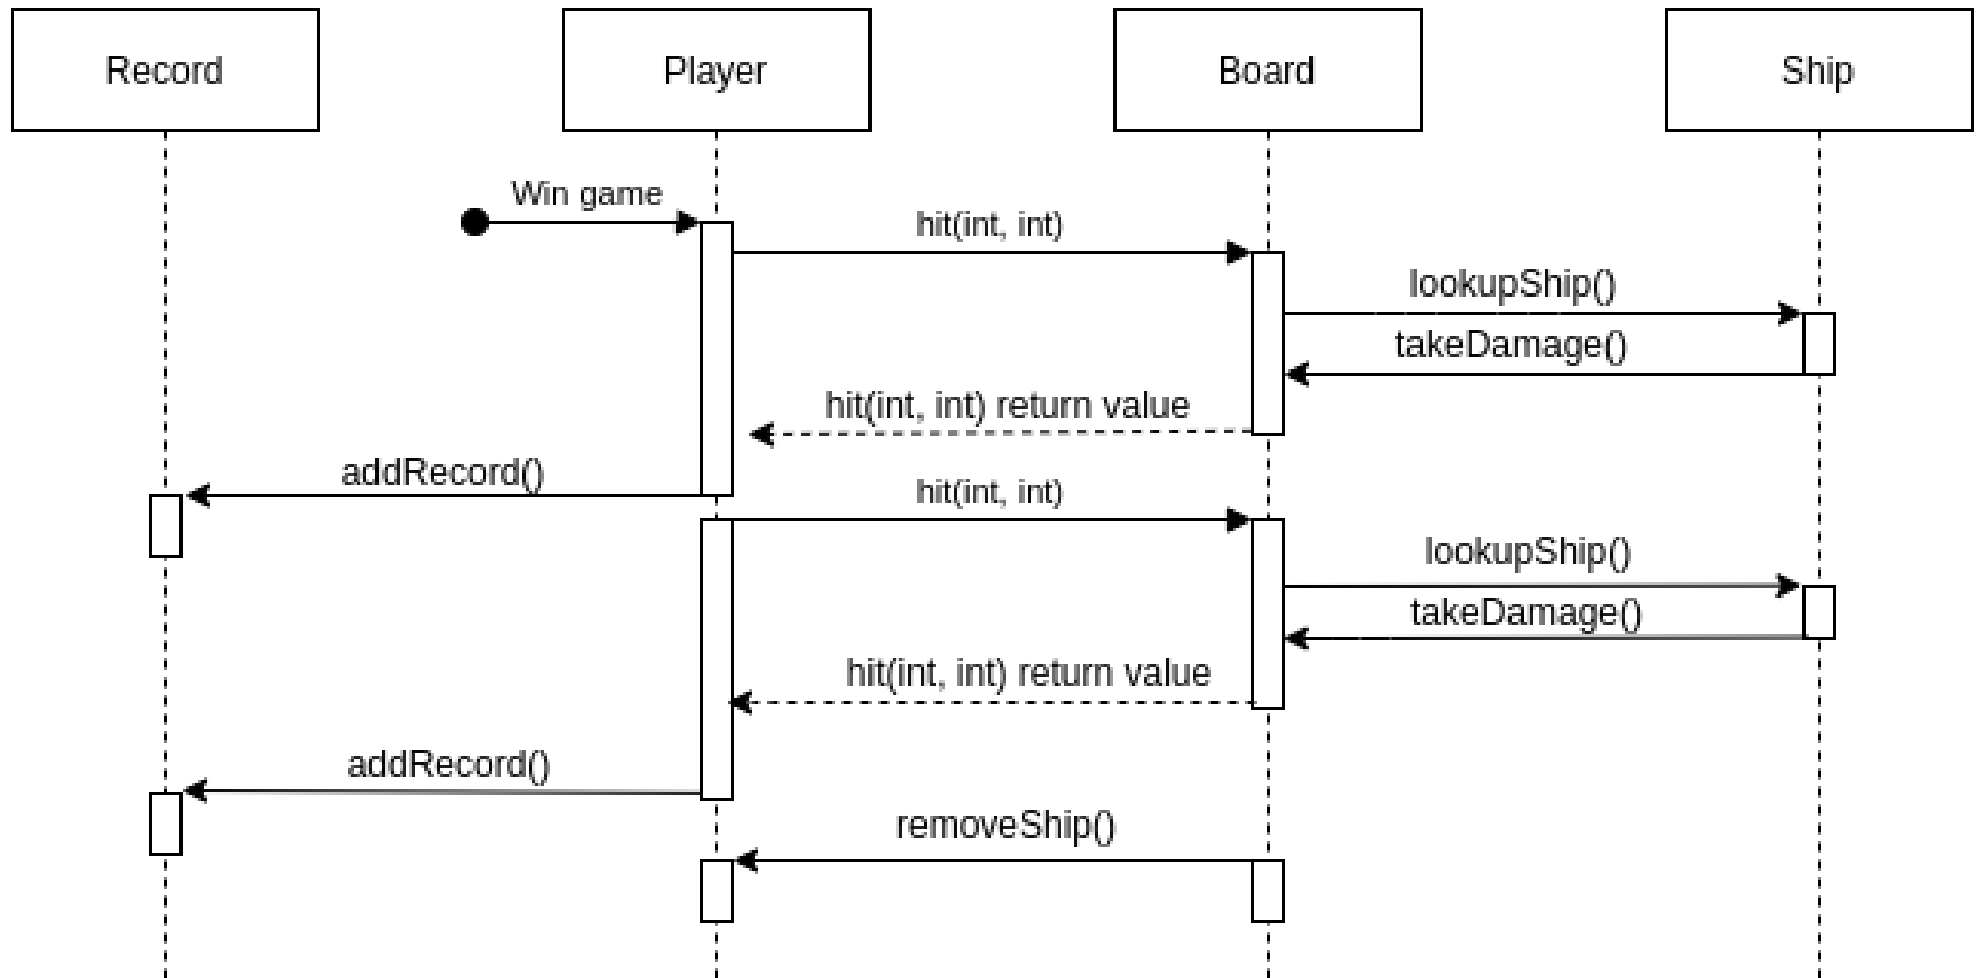 Record
Player
Board
Ship
Win game
hit(int, int)
lookupShip()
takeDamage()
hit(int, int) return value
addRecord()
hit(int, int)
lookupShip()
takeDamage()
hit(int, int) return value
addRecord()
removeShip()